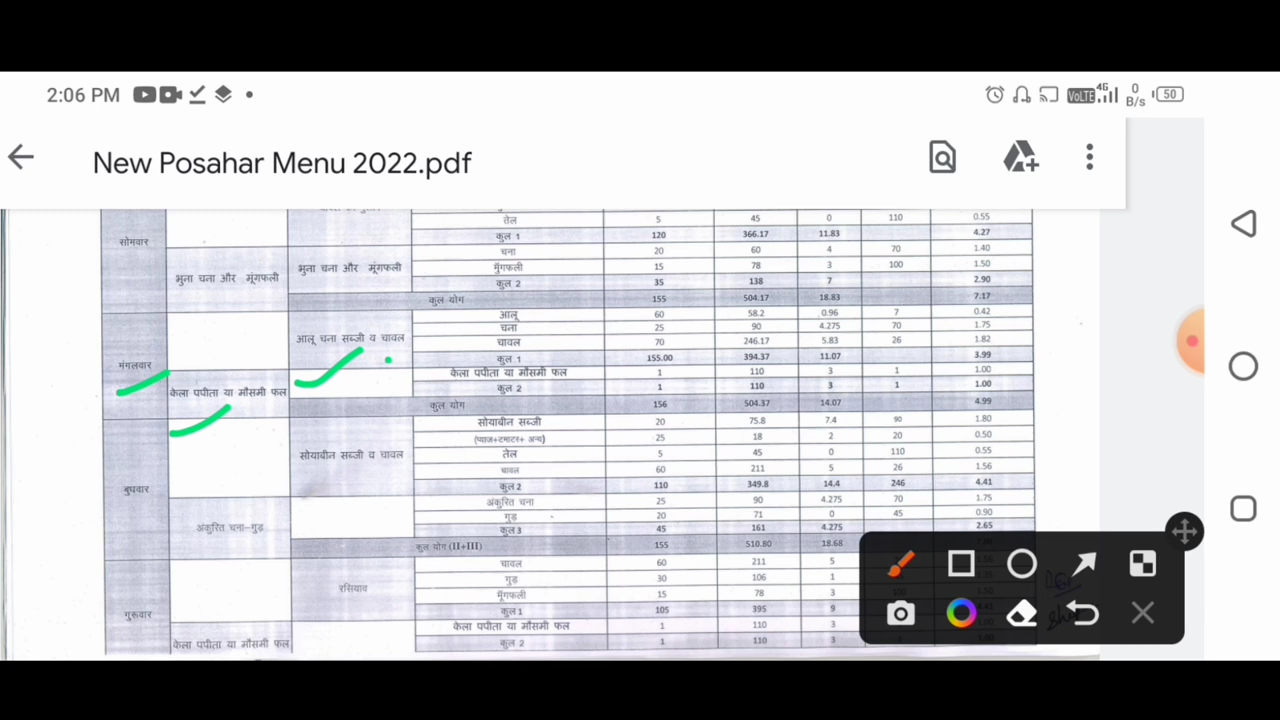 2:06 PM
VoLTE 4G 0 B/s 50
New Posahar Menu 2022.pdf
तेल 5 45 0 110 0.55
सोमवार कुल 1 120 366.17 11.83 4.27
चना 20 60 4 70 1.40
भुना चना और मूंगफली भुना चना और मूंगफली मूँगफली 15 78 3 100 1.50
कुल 2 35 138 7 2.90
कुल योग 155 504.17 18.83 7.17
आलू 60 58.2 0.96 7 0.42
आलू चना सब्जी व चावल चना 25 90 4.275 70 1.75
चावल 70 246.17 5.83 26 1.82
मंगलवार कुल 1 155.00 394.37 11.07 3.99
केला पपीता या मौसमी फल 1 110 3 1 1.00
केला पपीता या मौसमी फल कुल 2 1 110 3 1 1.00
कुल योग 156 504.37 14.07 4.99
सोयाबीन सब्जी 20 75.8 7.4 90 1.80
(प्याज+टमाटर+ अन्य) 25 18 2 20 0.50
सोयाबीन सब्जी व चावल तेल 5 45 0 110 0.55
चावल 60 211 5 26 1.56
बुधवार कुल 2 110 349.8 14.4 246 4.41
अंकुरित चना 25 90 4.275 70 1.75
अंकुरित चना-गुड़ गुड़ 20 71 0 45 0.90
कुल 3 45 161 4.275 2.65
कुल योग (II+III) 155 510.80 18.68
चावल 60 211 5
रसियाव गुड़ 30 106 1
मूँगफली 15 78 3
गुरूवार कुल 1 105 395 9
केला पपीता या मौसमी फल 1 110 3
केला पपीता या मौसमी फल कुल 2 1 110 3